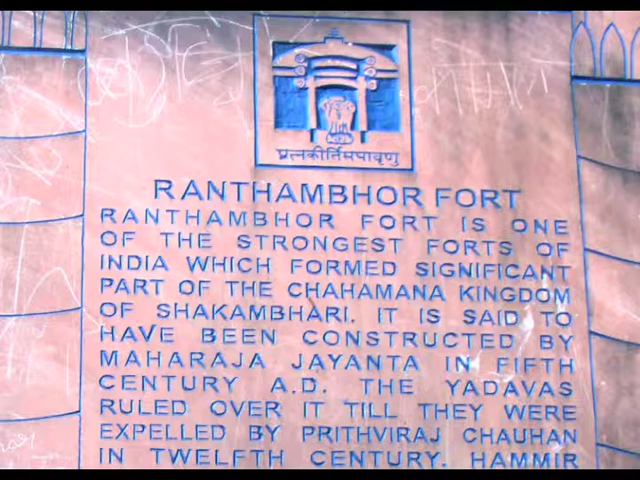 प्रत्नकीर्तिमपावृणु
RANTHAMBHOR FORT
RANTHAMBHOR FORT IS ONE
OF THE STRONGEST FORTS OF
INDIA WHICH FORMED SIGNIFICANT
PART OF THE CHAHAMANA KINGDOM
OF SHAKAMBHARI. IT IS SAID TO
HAVE BEEN CONSTRUCTED BY
MAHARAJA JAYANTA IN FIFTH
CENTURY A.D. THE YADAVAS
RULED OVER IT TILL THEY WERE
EXPELLED BY PRITHVIRAJ CHAUHAN
IN TWELFTH CENTURY. HAMMIR